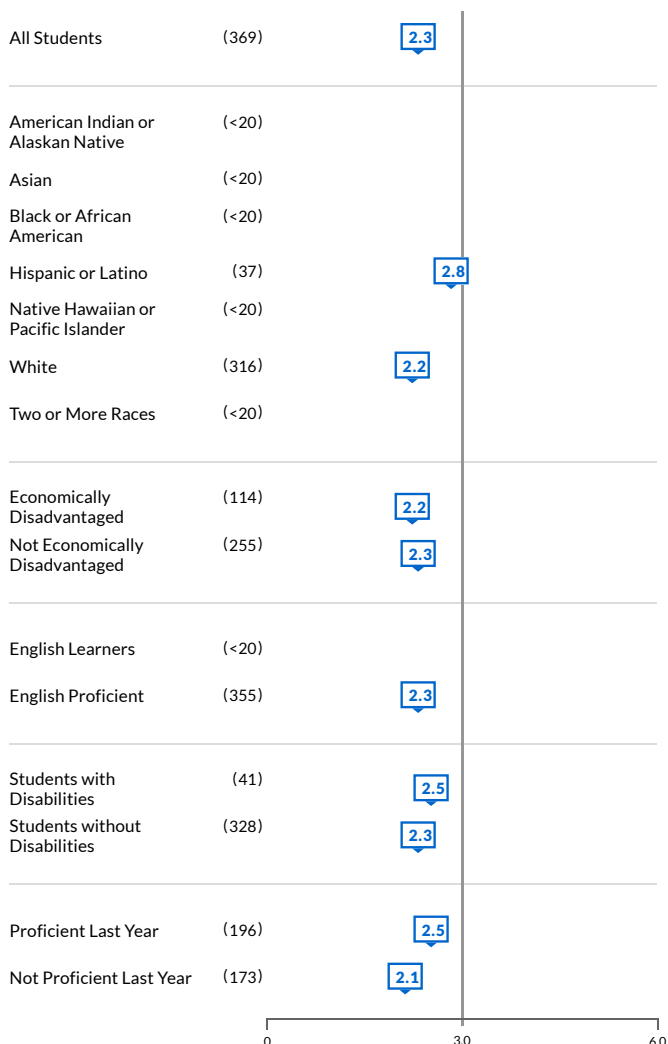 All Students (369) 2.3
American Indian or (<20)
Alaskan Native
Asian (<20)
Black or African (<20)
American
Hispanic or Latino (37) 2.8
Native Hawaiian or (<20)
Pacific Islander
White (316) 2.2
Two or More Races (<20)
Economically (114) 2.2
Disadvantaged
Not Economically (255) 2.3
Disadvantaged
English Learners (<20)
English Proficient (355) 2.3
Students with (41) 2.5
Disabilities
Students without (328) 2.3
Disabilities
Proficient Last Year (196) 2.5
Not Proficient Last Year (173) 2.1
0 3.0 6.0